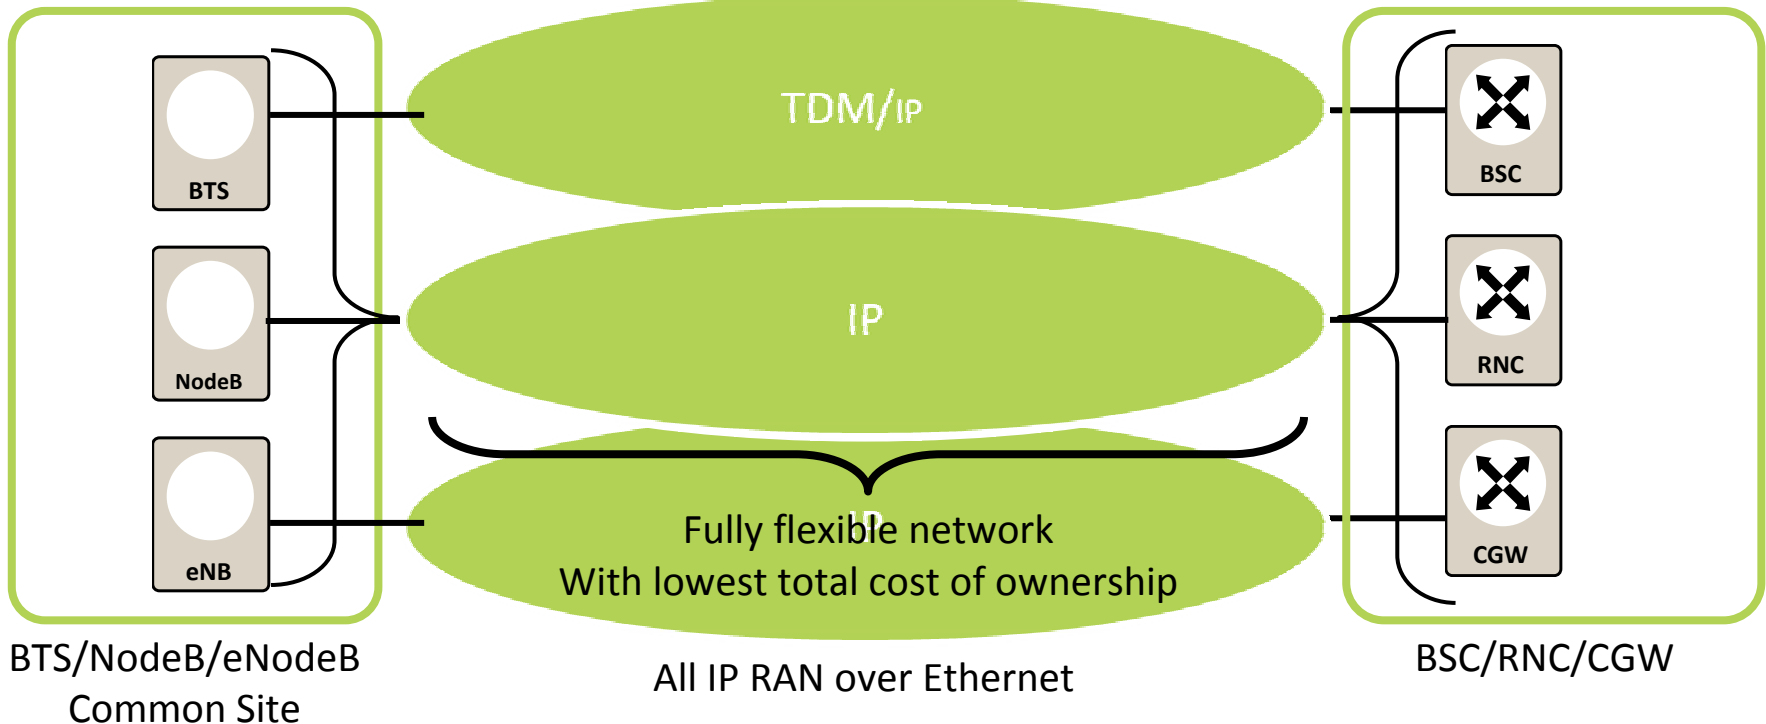 TDM/IP
BTS
BSC
IP
NodeB
RNC
IP
Fully flexible network
With lowest total cost of ownership
eNB
CGW
BTS/NodeB/eNodeB
Common Site
All IP RAN over Ethernet
BSC/RNC/CGW